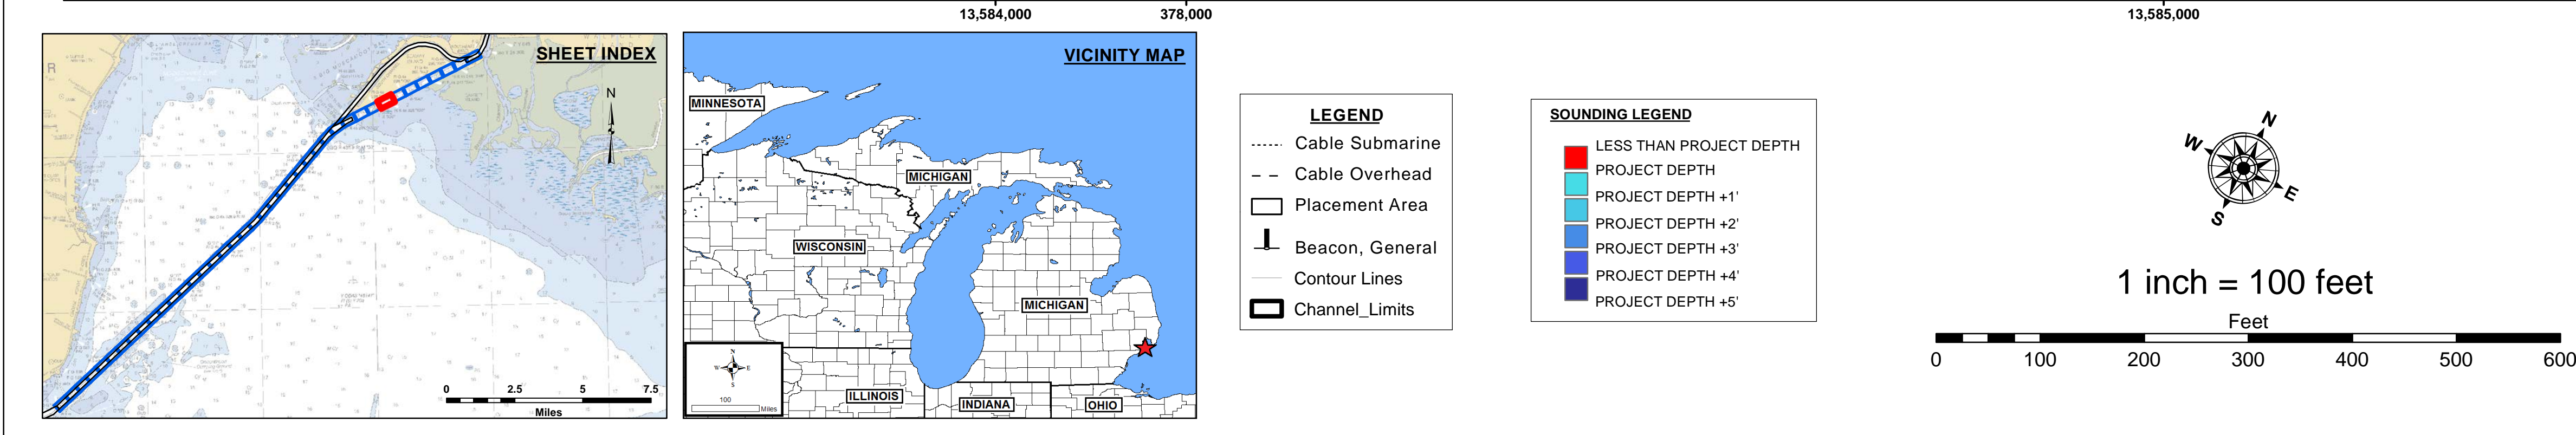 13,584,000
378,000
13,585,000
SHEET INDEX
R
N
0
2.5
5
7.5
Miles
VICINITY MAP
MINNESOTA
MICHIGAN
WISCONSIN
MICHIGAN
ILLINOIS
INDIANA
OHIO
N
W
E
S
100
Miles
LEGEND
Cable Submarine
Cable Overhead
Placement Area
Beacon, General
Contour Lines
Channel_Limits
SOUNDING LEGEND
LESS THAN PROJECT DEPTH
PROJECT DEPTH
PROJECT DEPTH +1'
PROJECT DEPTH +2'
PROJECT DEPTH +3'
PROJECT DEPTH +4'
PROJECT DEPTH +5'
N
W
E
S
1 inch = 100 feet
Feet
0 100 200 300 400 500 600